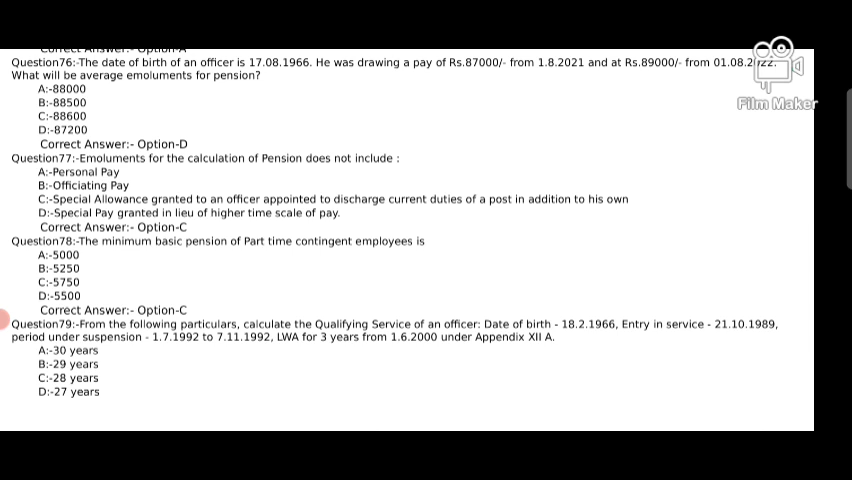 Correct Answer:- Option-A
Question76:-The date of birth of an officer is 17.08.1966. He was drawing a pay of Rs.87000/- from 1.8.2021 and at Rs.89000/- from 01.08.2022.
What will be average emoluments for pension?
A:-88000
B:-88500
C:-88600
D:-87200
Correct Answer:- Option-D
Question77:-Emoluments for the calculation of Pension does not include :
A:-Personal Pay
B:-Officiating Pay
C:-Special Allowance granted to an officer appointed to discharge current duties of a post in addition to his own
D:-Special Pay granted in lieu of higher time scale of pay.
Correct Answer:- Option-C
Question78:-The minimum basic pension of Part time contingent employees is
A:-5000
B:-5250
C:-5750
D:-5500
Correct Answer:- Option-C
Question79:-From the following particulars, calculate the Qualifying Service of an officer: Date of birth - 18.2.1966, Entry in service - 21.10.1989,
period under suspension - 1.7.1992 to 7.11.1992, LWA for 3 years from 1.6.2000 under Appendix XII A.
A:-30 years
B:-29 years
C:-28 years
D:-27 years
Film Maker